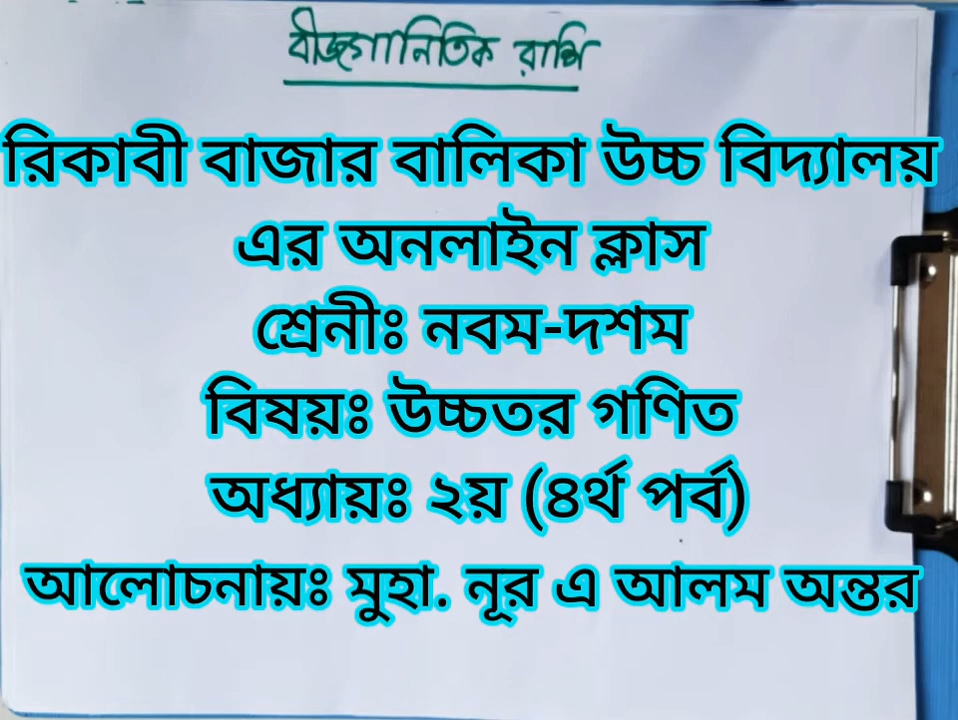 বীজগানিতিক রাশি
রিকাবী বাজার বালিকা উচ্চ বিদ্যালয়
এর অনলাইন ক্লাস
শ্রেনীঃ নবম-দশম
বিষয়ঃ উচ্চতর গণিত
অধ্যায়ঃ ২য় (৪র্থ পর্ব)
আলোচনায়ঃ মুহা. নূর এ আলম অন্তর